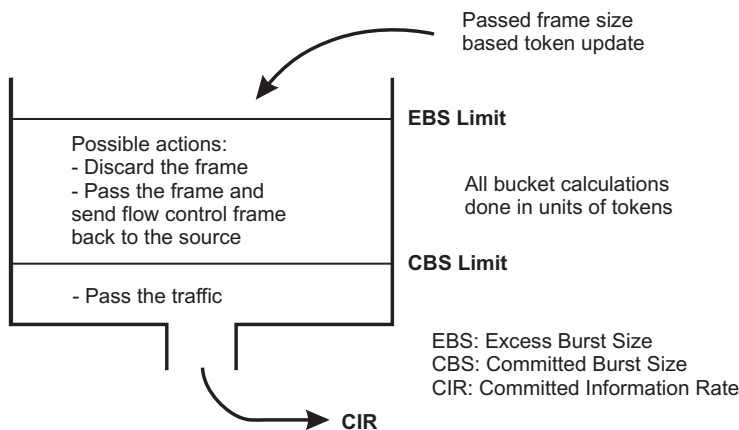 Passed frame size
based token update
EBS Limit
Possible actions:
- Discard the frame
- Pass the frame and
send flow control frame
back to the source
All bucket calculations
done in units of tokens
CBS Limit
- Pass the traffic
EBS: Excess Burst Size
CBS: Committed Burst Size
CIR: Committed Information Rate
CIR